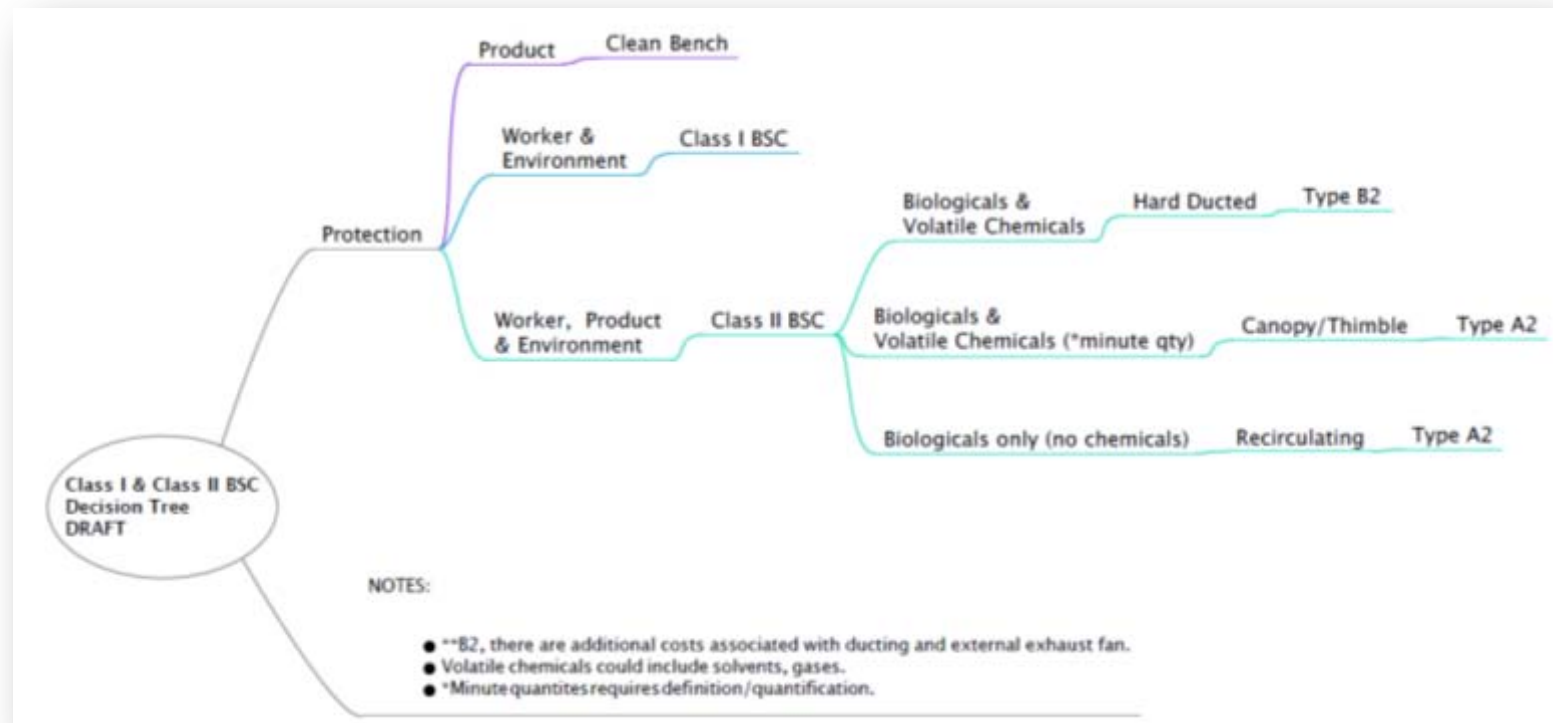 Product
Clean Bench
Worker &
Environment
Class I BSC
Protection
Worker, Product
& Environment
Class II BSC
Biologicals &
Volatile Chemicals
Hard Ducted
Type B2
Biologicals &
Volatile Chemicals (*minute qty)
Canopy/Thimble
Type A2
Biologicals only (no chemicals)
Recirculating
Type A2
Class I & Class II BSC
Decision Tree
DRAFT
NOTES:
● **B2, there are additional costs associated with ducting and external exhaust fan.
● Volatile chemicals could include solvents, gases.
● *Minute quantites requires definition/quantification.